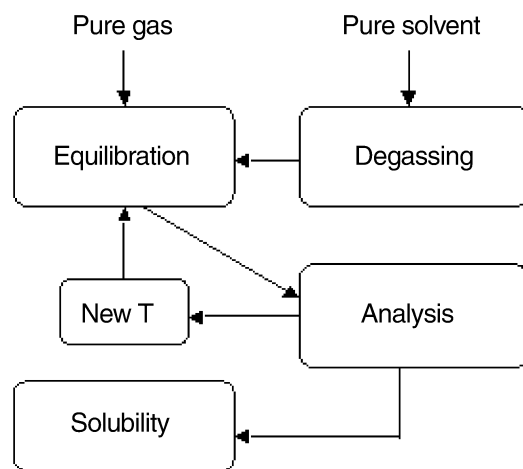 Pure gas
Pure solvent
Equilibration
Degassing
New T
Analysis
Solubility